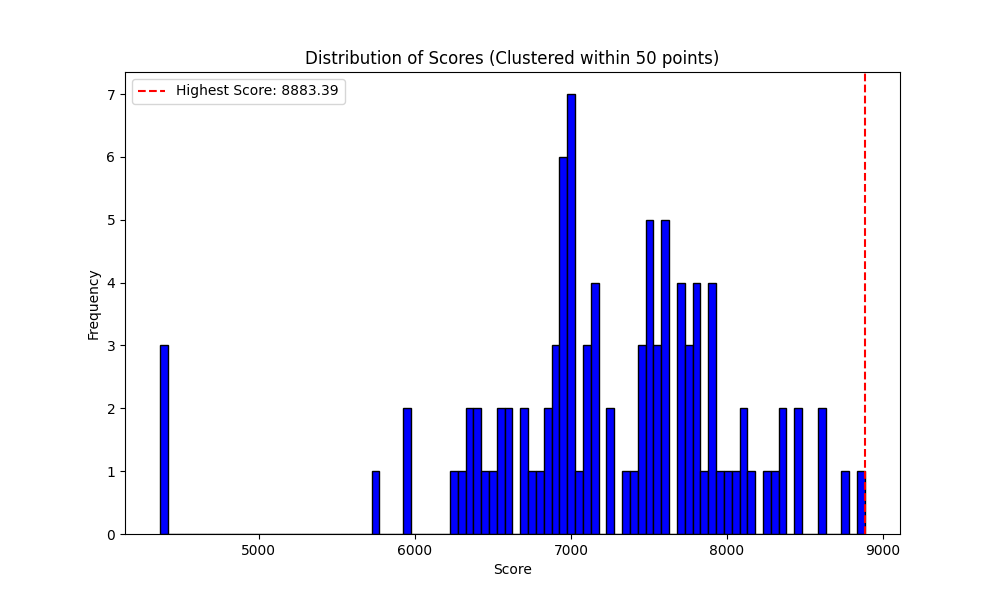 Distribution of Scores (Clustered within 50 points)
Highest Score: 8883.39
7
6
5
4
3
2
1
0
Frequency
5000 6000 7000 8000 9000
Score